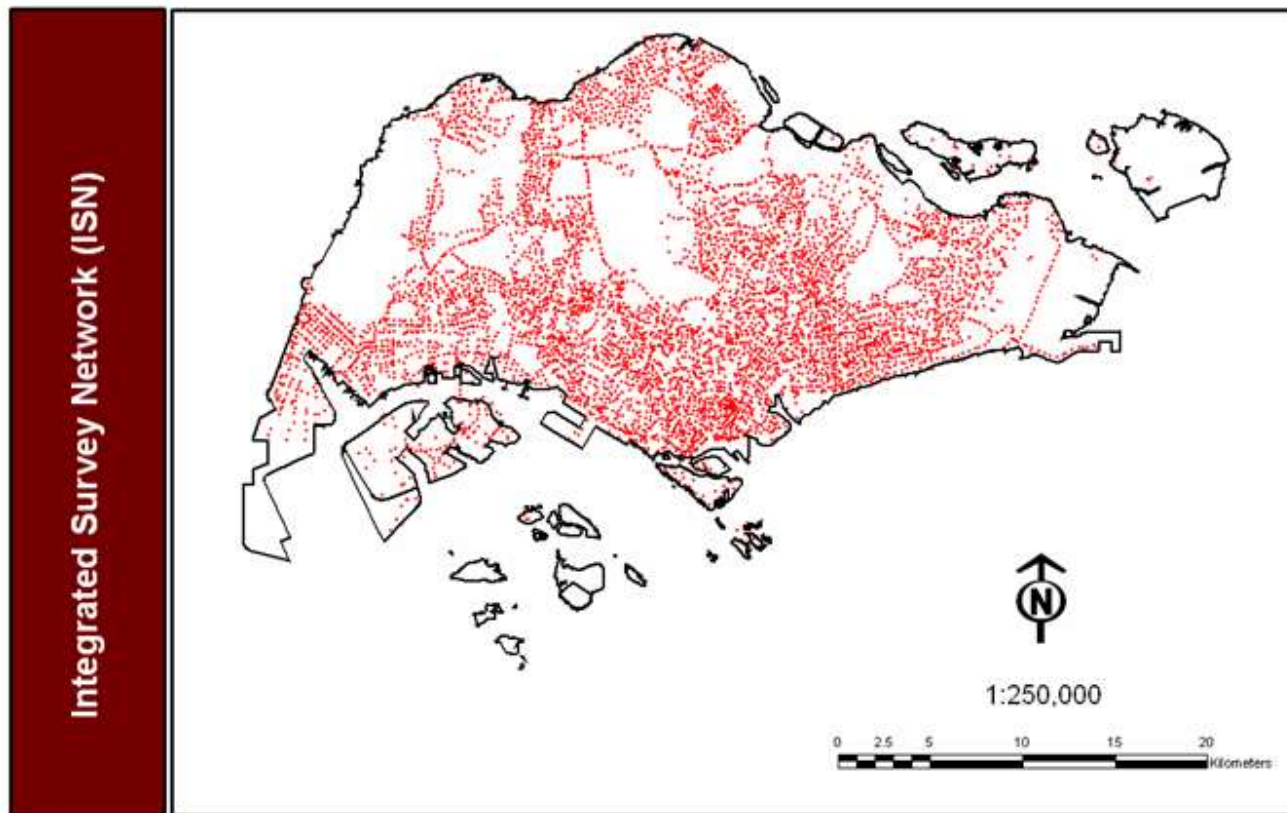 Integrated Survey Network (ISN)
N
1:250,000
0 2.5 5 10 15 20
Kilometers